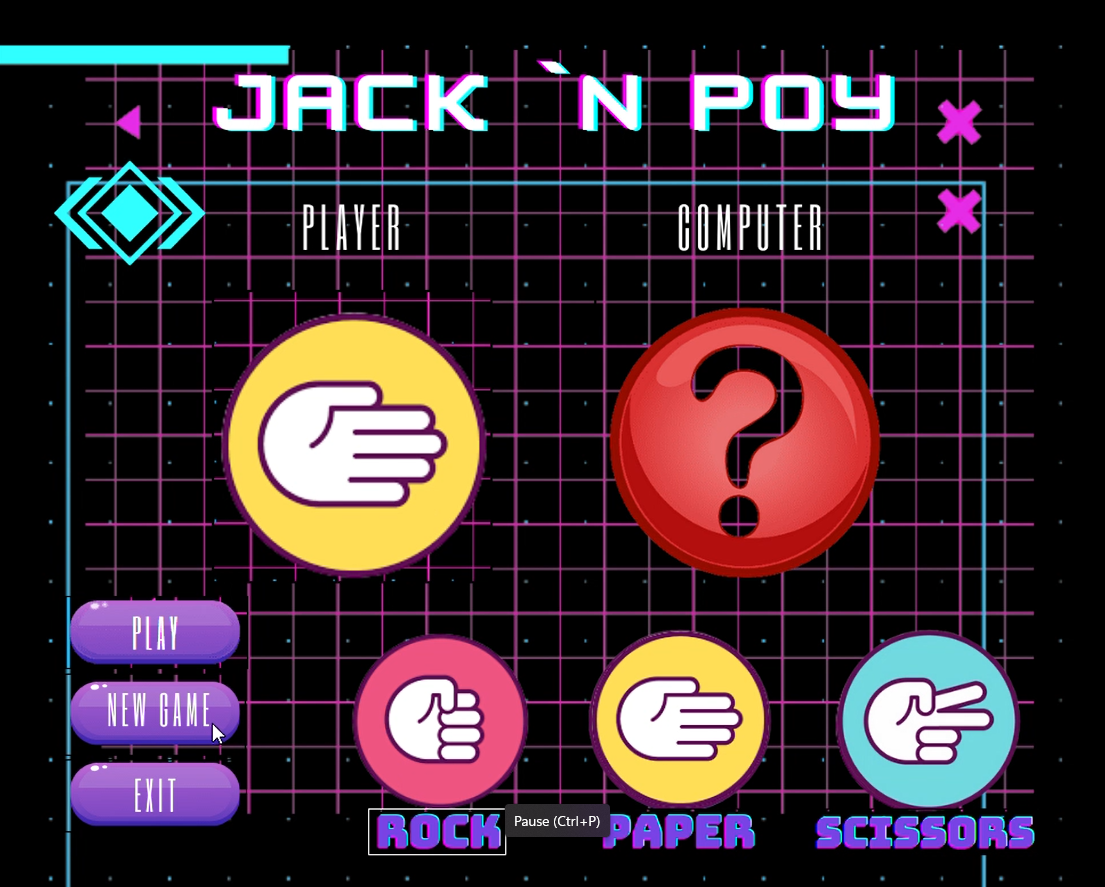 JACK `N POY
PLAYER
COMPUTER
?
PLAY
NEW GAME
EXIT
ROCK
Pause (Ctrl+P)
PAPER
SCISSORS